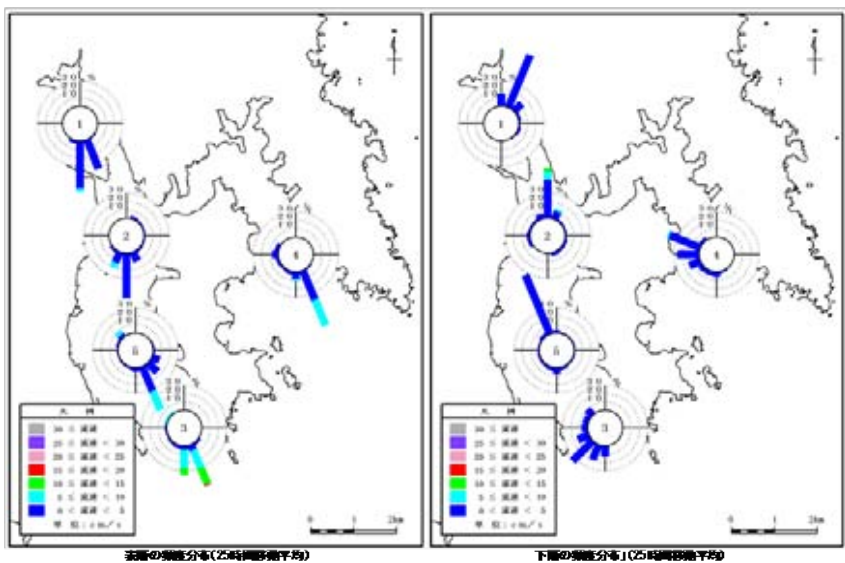 %
1
2
%
4
%
5
%
3
凡 例
30 ≤ 流速
25 ≤ 流速 < 30
20 ≤ 流速 < 25
15 ≤ 流速 < 20
10 ≤ 流速 < 15
5 ≤ 流速 < 10
0 ≤ 流速 < 5
単位:cm/s
0 1 2km
表層の頻度分布(25時間移動平均)
%
1
2
%
4
%
5
%
3
凡 例
30 ≤ 流速
25 ≤ 流速 < 30
20 ≤ 流速 < 25
15 ≤ 流速 < 20
10 ≤ 流速 < 15
5 ≤ 流速 < 10
0 ≤ 流速 < 5
単位:cm/s
0 1 2km
下層の頻度分布」(25時間移動平均)